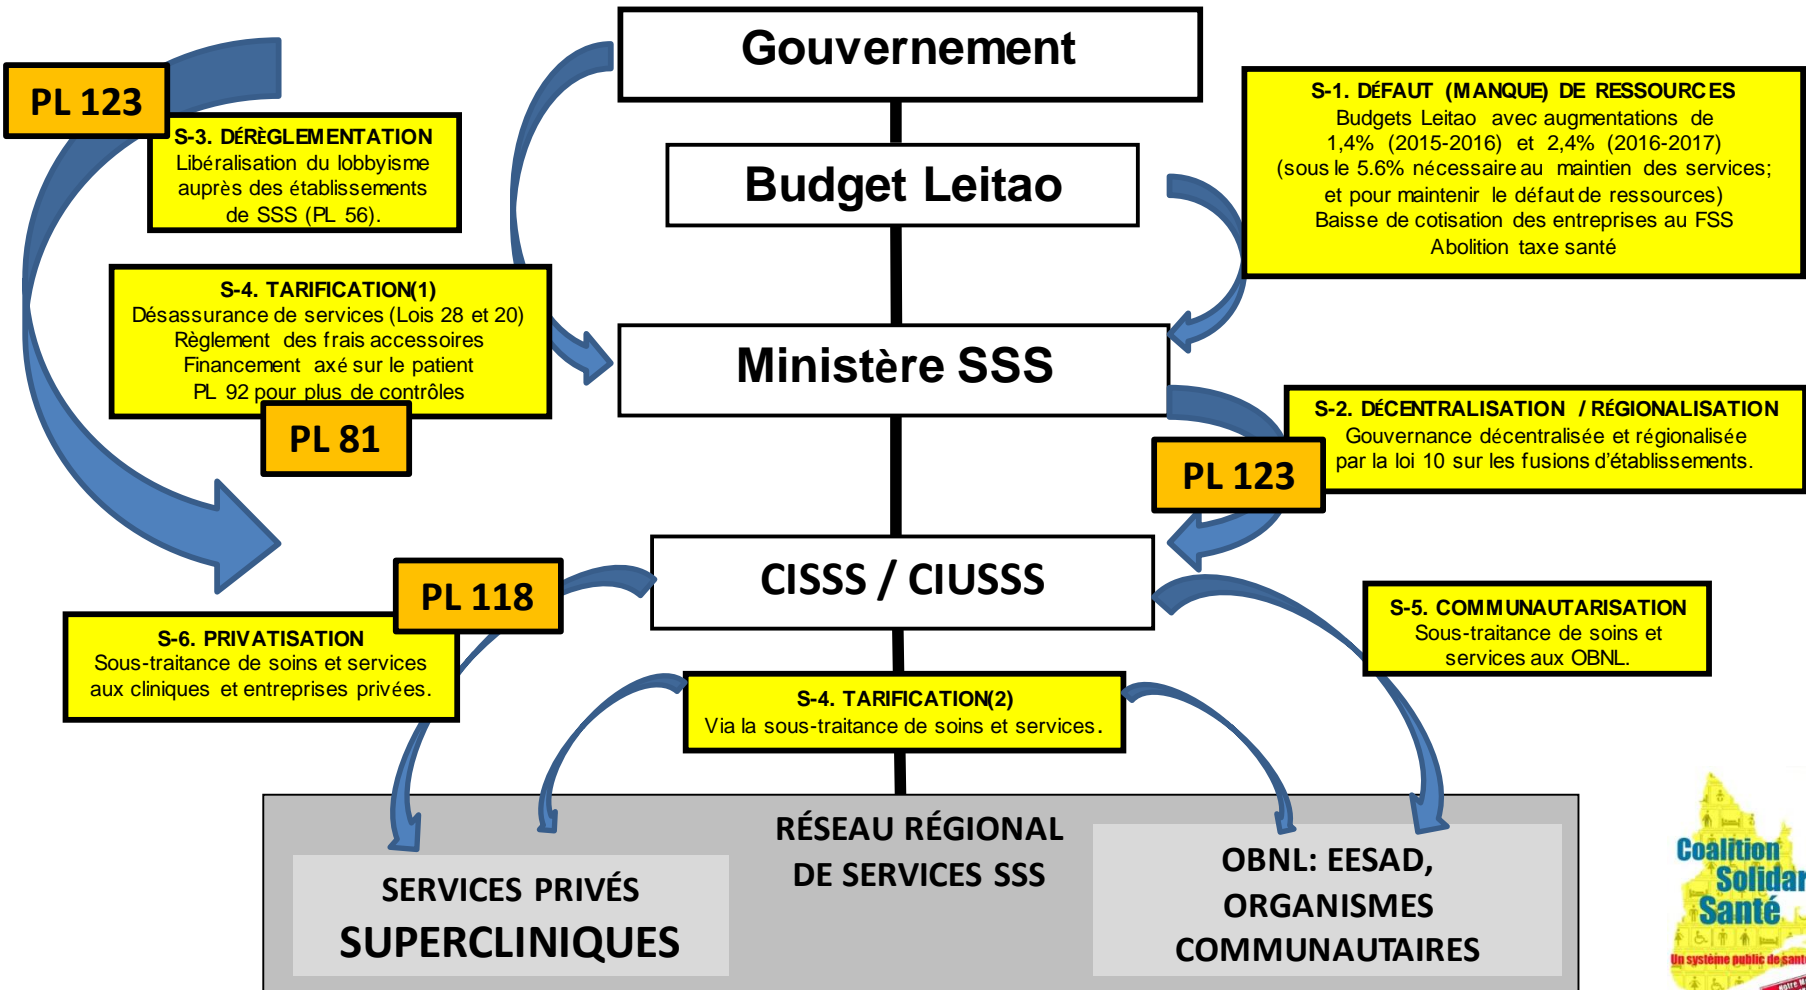 Gouvernement
PL 123
S-3. DÉRÈGLEMENTATION
Libéralisation du lobbyisme
auprès des établissements
de SSS (PL 56).
S-1. DÉFAUT (MANQUE) DE RESSOURCES
Budgets Leitao avec augmentations de
1,4% (2015-2016) et 2,4% (2016-2017)
(sous le 5.6% nécessaire au maintien des services;
et pour maintenir le défaut de ressources)
Baisse de cotisation des entreprises au FSS
Abolition taxe santé
Budget Leitao
S-4. TARIFICATION(1)
Désassurance de services (Lois 28 et 20)
Règlement des frais accessoires
Financement axé sur le patient
PL 92 pour plus de contrôles
PL 81
Ministère SSS
S-2. DÉCENTRALISATION / RÉGIONALISATION
Gouvernance décentralisée et régionalisée
par la loi 10 sur les fusions d'établissements.
PL 123
CISSS / CIUSSS
PL 118
S-6. PRIVATISATION
Sous-traitance de soins et services
aux cliniques et entreprises privées.
S-5. COMMUNAUTARISATION
Sous-traitance de soins et
services aux OBNL.
S-4. TARIFICATION(2)
Via la sous-traitance de soins et services.
RÉSEAU RÉGIONAL
DE SERVICES SSS
SERVICES PRIVÉS
SUPERCLINIQUES
OBNL: EESAD,
ORGANISMES
COMMUNAUTAIRES
Coalition
Solidar
Santé
Un système public de sant